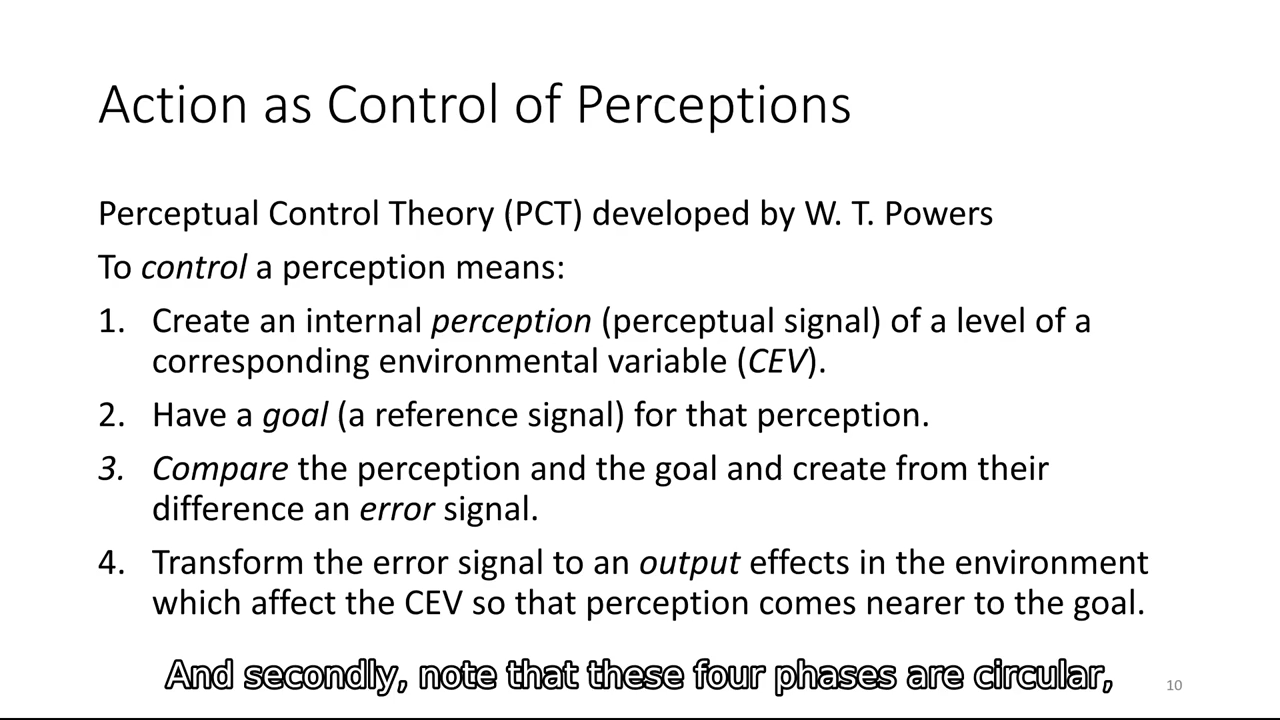 Action as Control of Perceptions
Perceptual Control Theory (PCT) developed by W. T. Powers
To control a perception means:
1. Create an internal perception (perceptual signal) of a level of a
corresponding environmental variable (CEV).
2. Have a goal (a reference signal) for that perception.
3. Compare the perception and the goal and create from their
difference an error signal.
4. Transform the error signal to an output effects in the environment
which affect the CEV so that perception comes nearer to the goal.
And secondly, note that these four phases are circular,
10